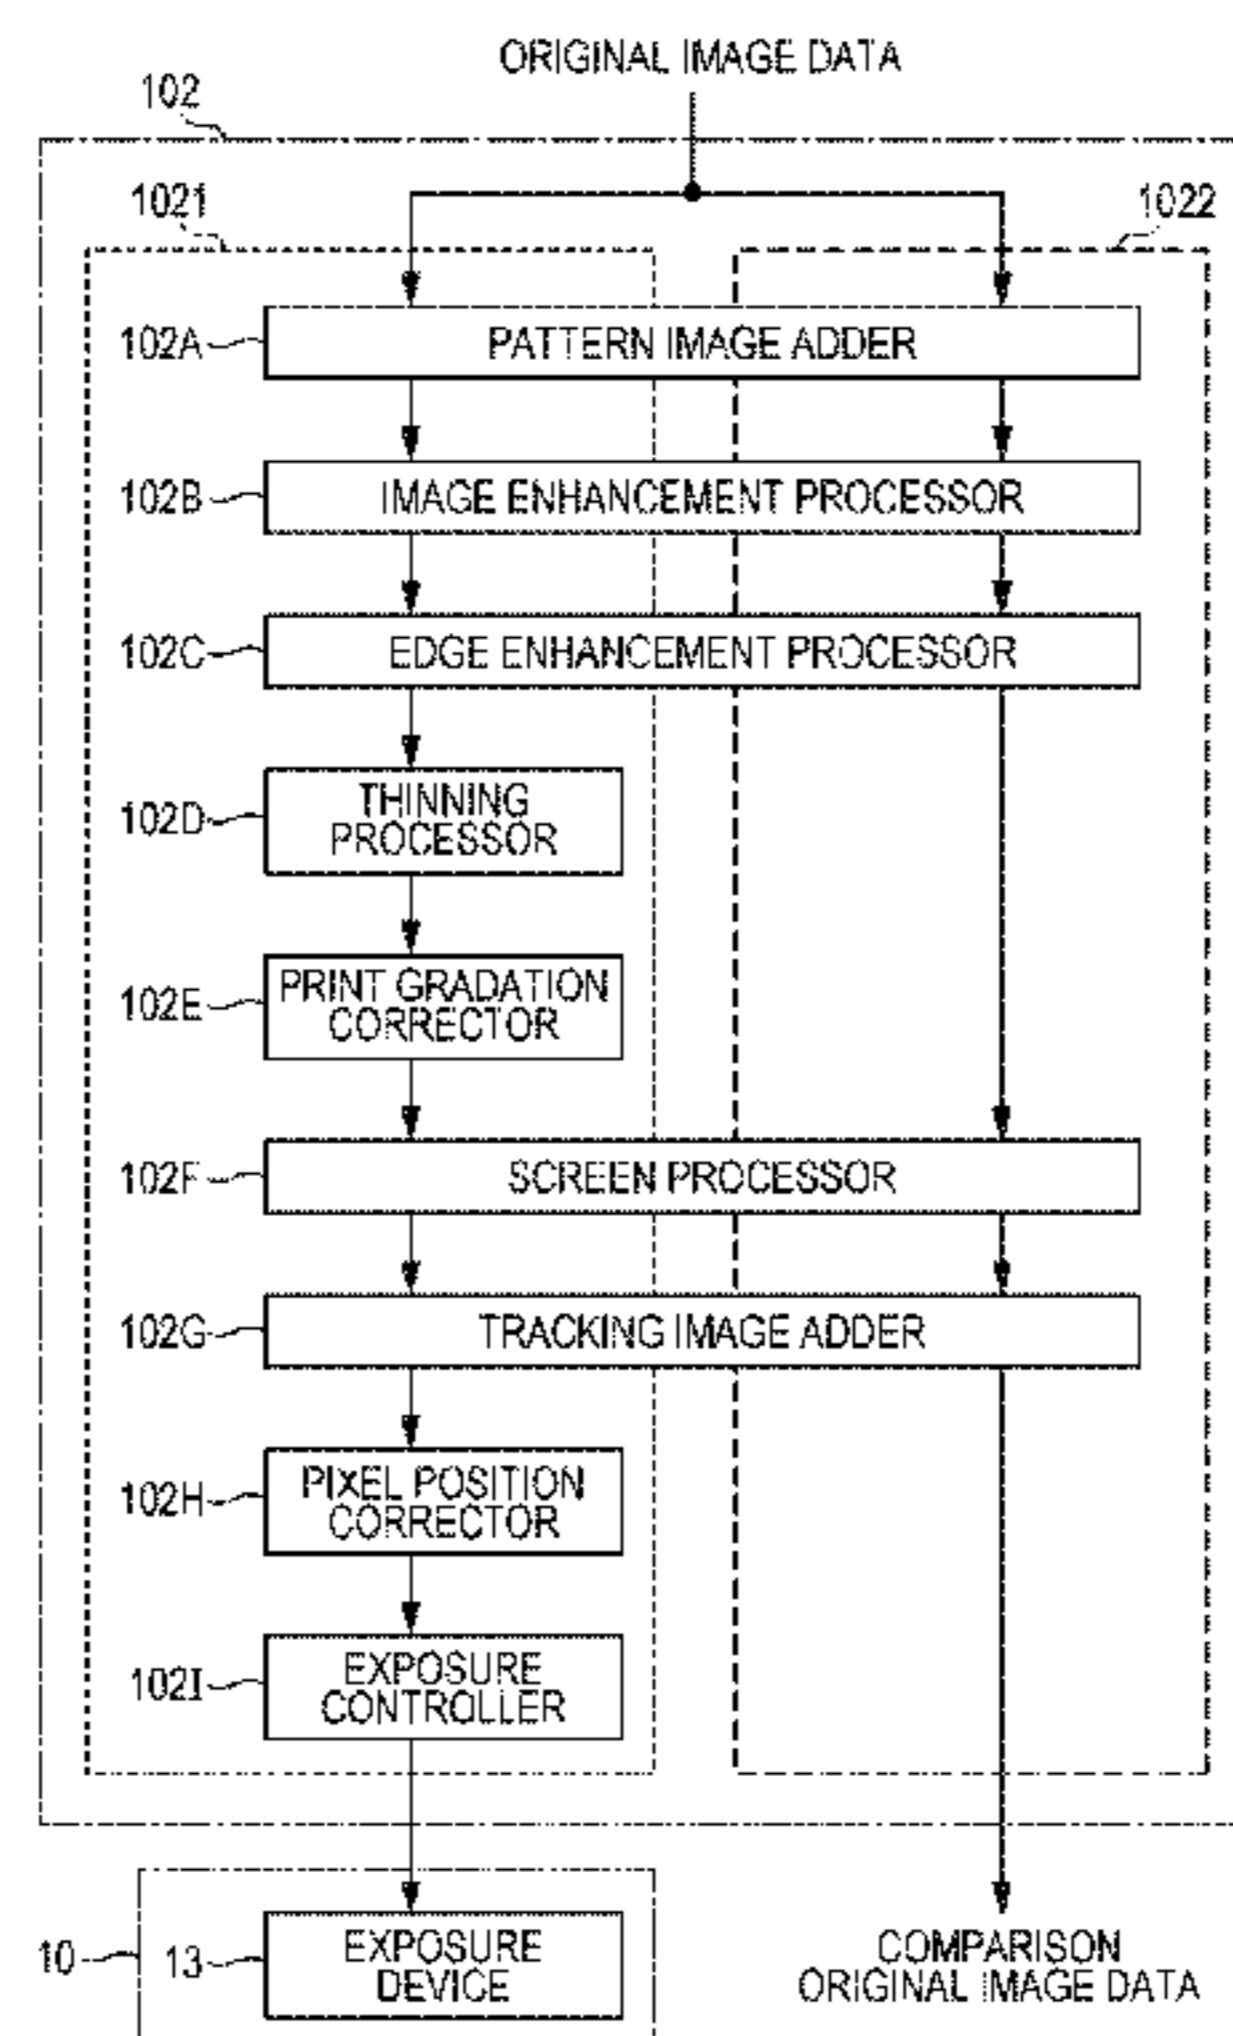 ORIGINAL IMAGE DATA
102
1021
1022
102A
PATTERN IMAGE ADDER
102B
IMAGE ENHANCEMENT PROCESSOR
102C
EDGE ENHANCEMENT PROCESSOR
102D
THINNING
PROCESSOR
102E
PRINT GRADATION
CORRECTOR
102F
SCREEN PROCESSOR
102G
TRACKING IMAGE ADDER
102H
PIXEL POSITION
CORRECTOR
102I
EXPOSURE
CONTROLLER
10
13
EXPOSURE
DEVICE
COMPARISON
ORIGINAL IMAGE DATA